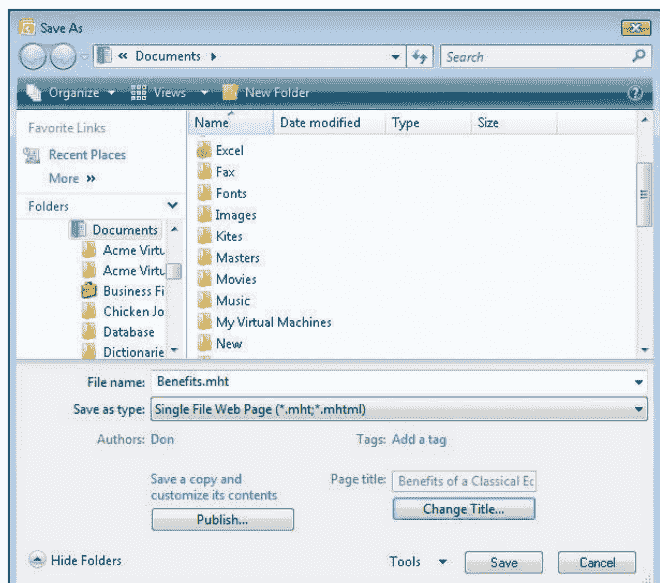 Save As
« Documents
Search
Organize Views New Folder
Favorite Links
Recent Places
More »
Folders
Documents
Acme Virtu
Acme Virtu
Business Fi
Chicken Jo
Database
Dictionarie
Name Date modified Type Size
Excel
Fax
Fonts
Images
Kites
Masters
Movies
Music
My Virtual Machines
New
File name: Benefits.mht
Save as type: Single File Web Page (*.mht;*.mhtml)
Authors: Don Tags: Add a tag
Save a copy and
customize its contents
Publish...
Page title: Benefits of a Classical Ec
Change Title...
Hide Folders Tools Save Cancel